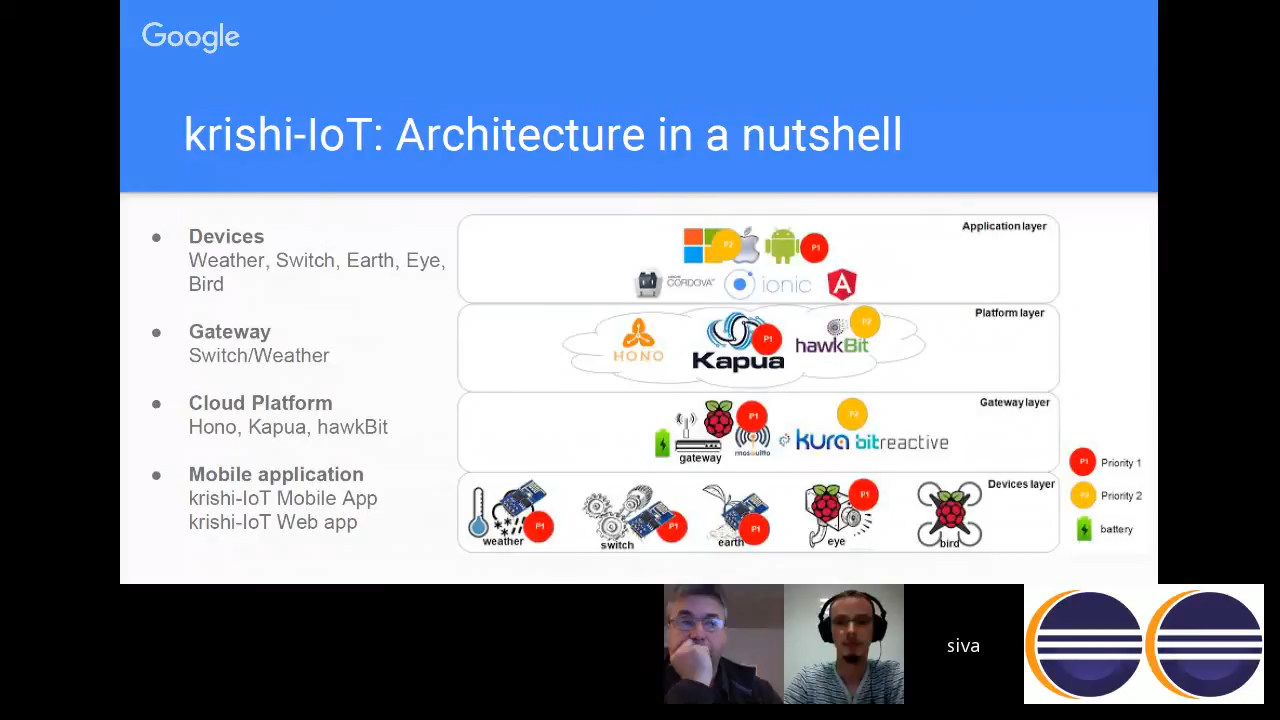 Google
krishi-IoT: Architecture in a nutshell
● Devices
Weather, Switch, Earth, Eye,
Bird
● Gateway
Switch/Weather
● Cloud Platform
Hono, Kapua, hawkBit
● Mobile application
krishi-IoT Mobile App
krishi-IoT Web app
Application layer
P2
P1
CORDOVA
ionic
A
Platform layer
HONO
Kapua
P1
hawkBit
P2
Gateway layer
P1
P2
gateway
mosquitto
kura bitreactive
Devices layer
P1
P1
P1
P1
weather
switch
earth
eye
bird
P1 Priority 1
P2 Priority 2
battery
siva